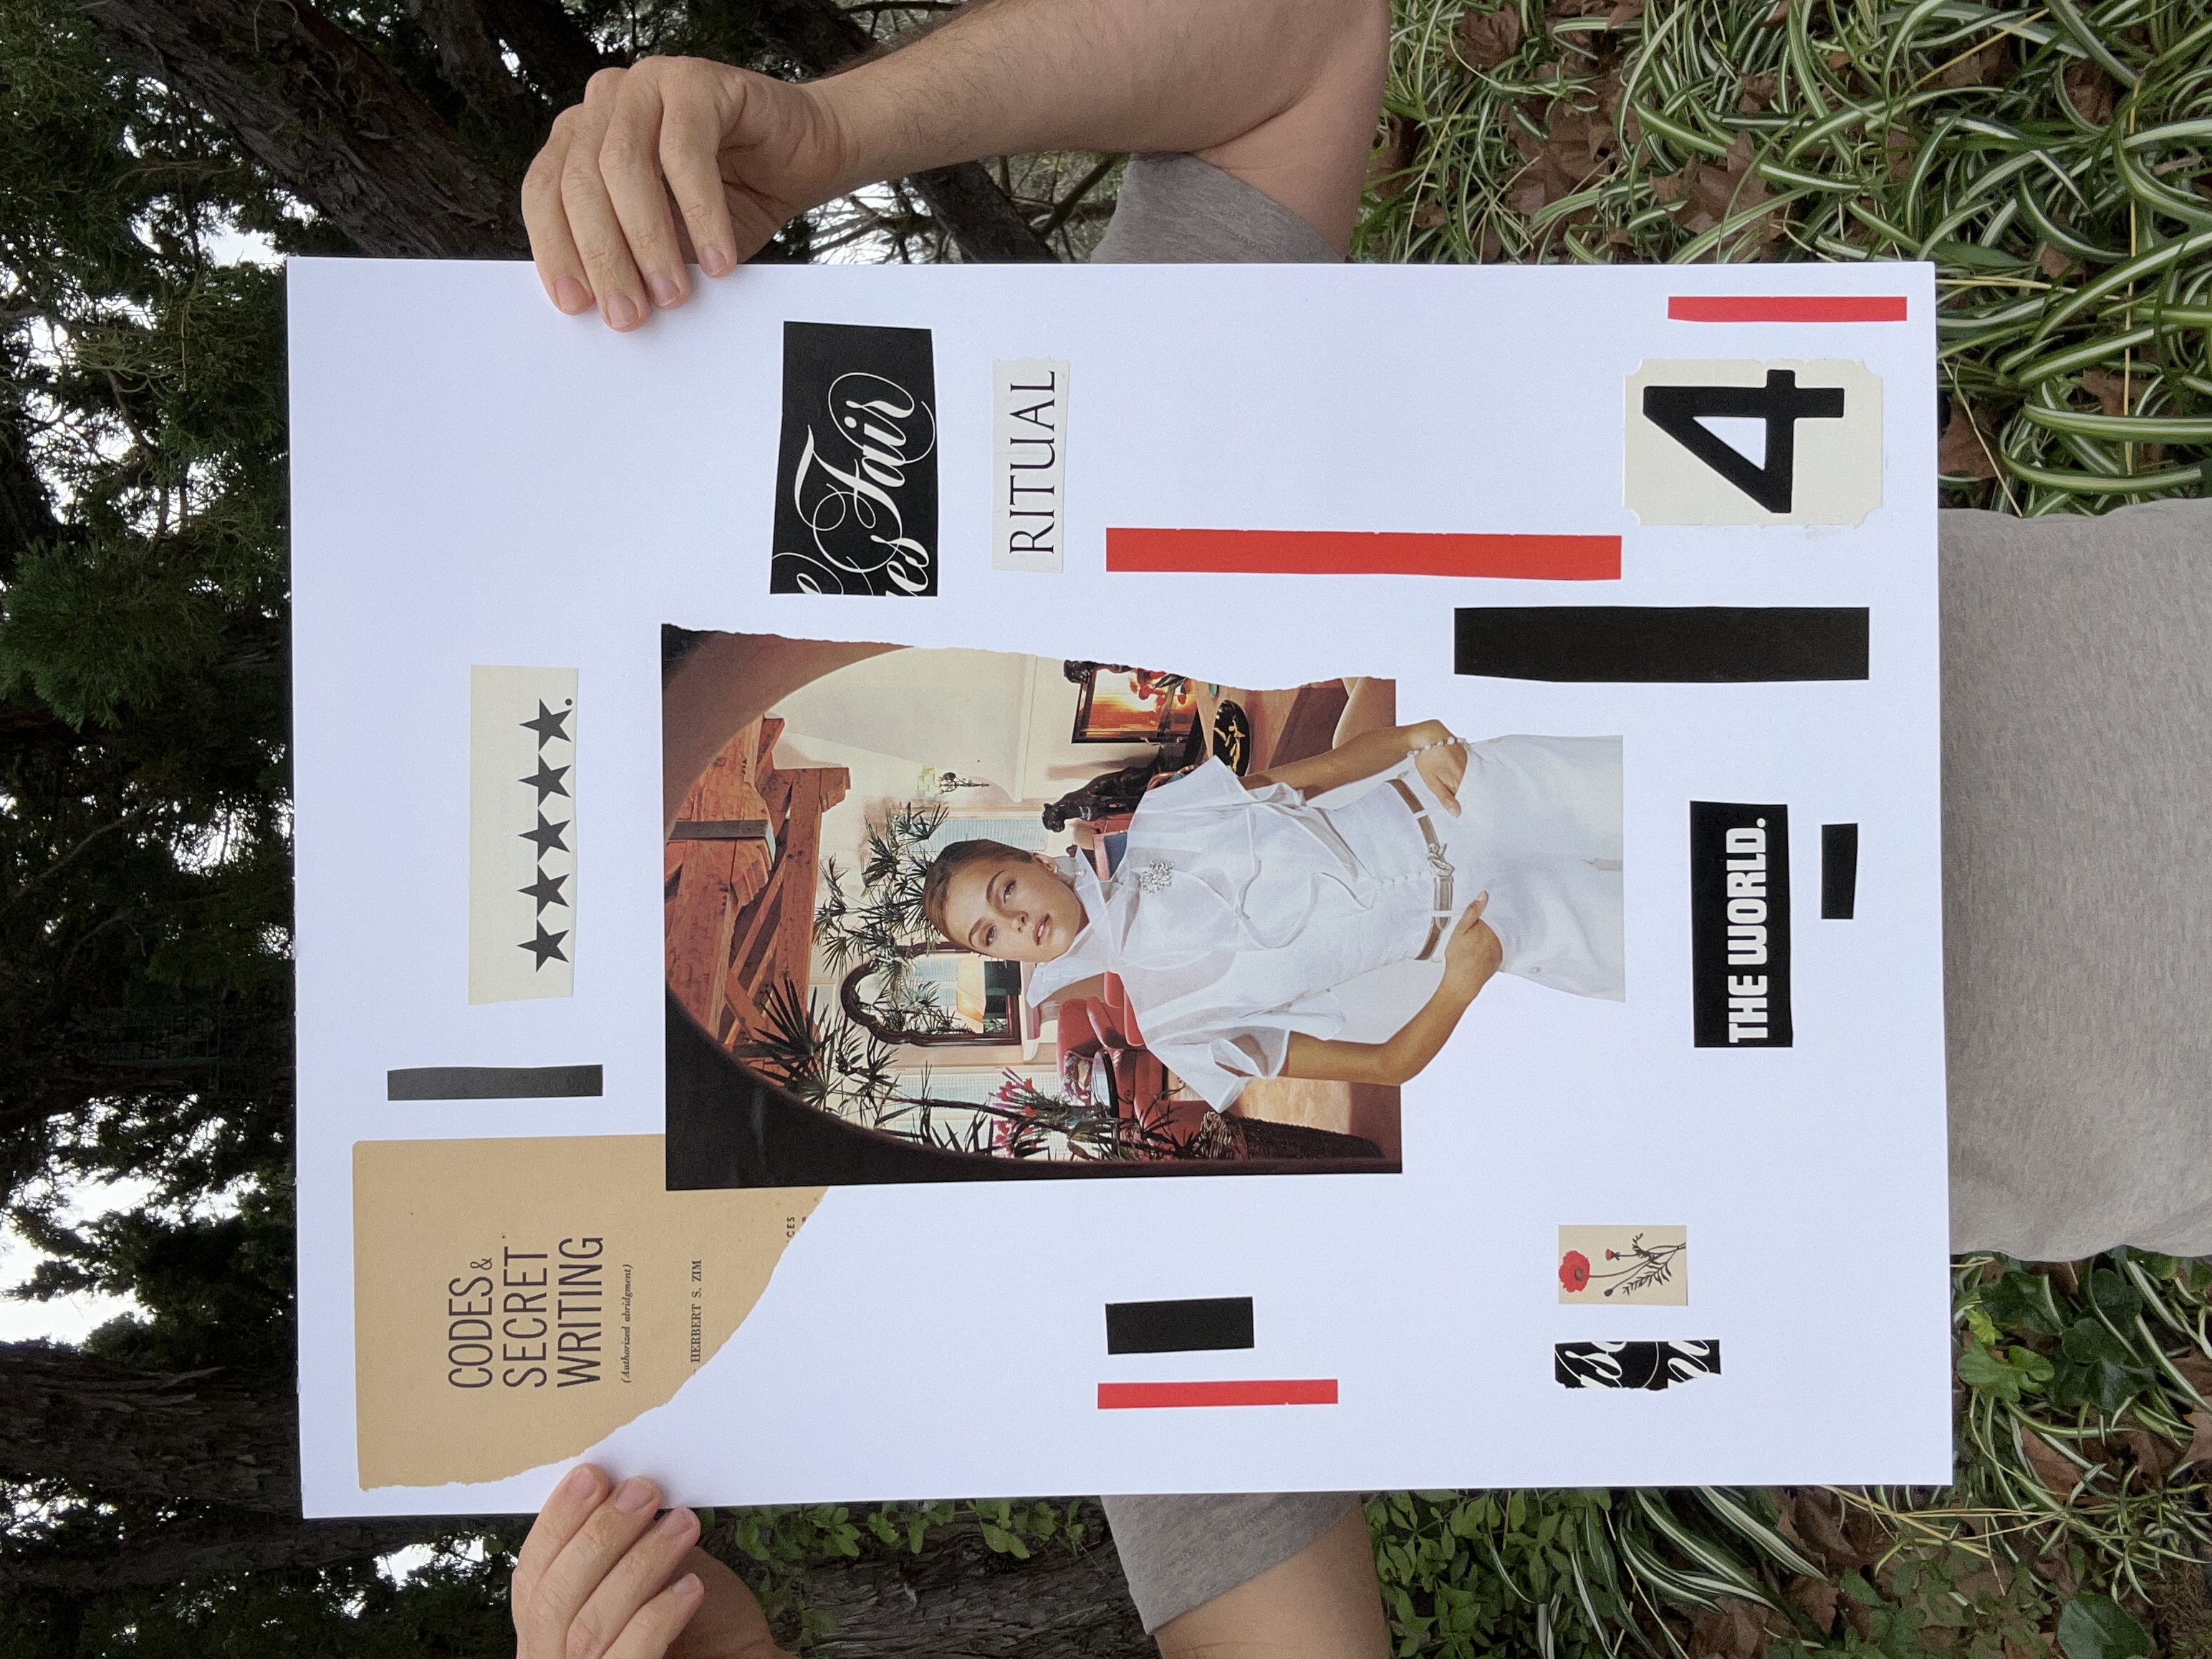 CODES &
SECRET
WRITING
(Authorized abridgment)
HERBERT S. ZIM
★★★★★.
Fair
RITUAL
THE WORLD.
4